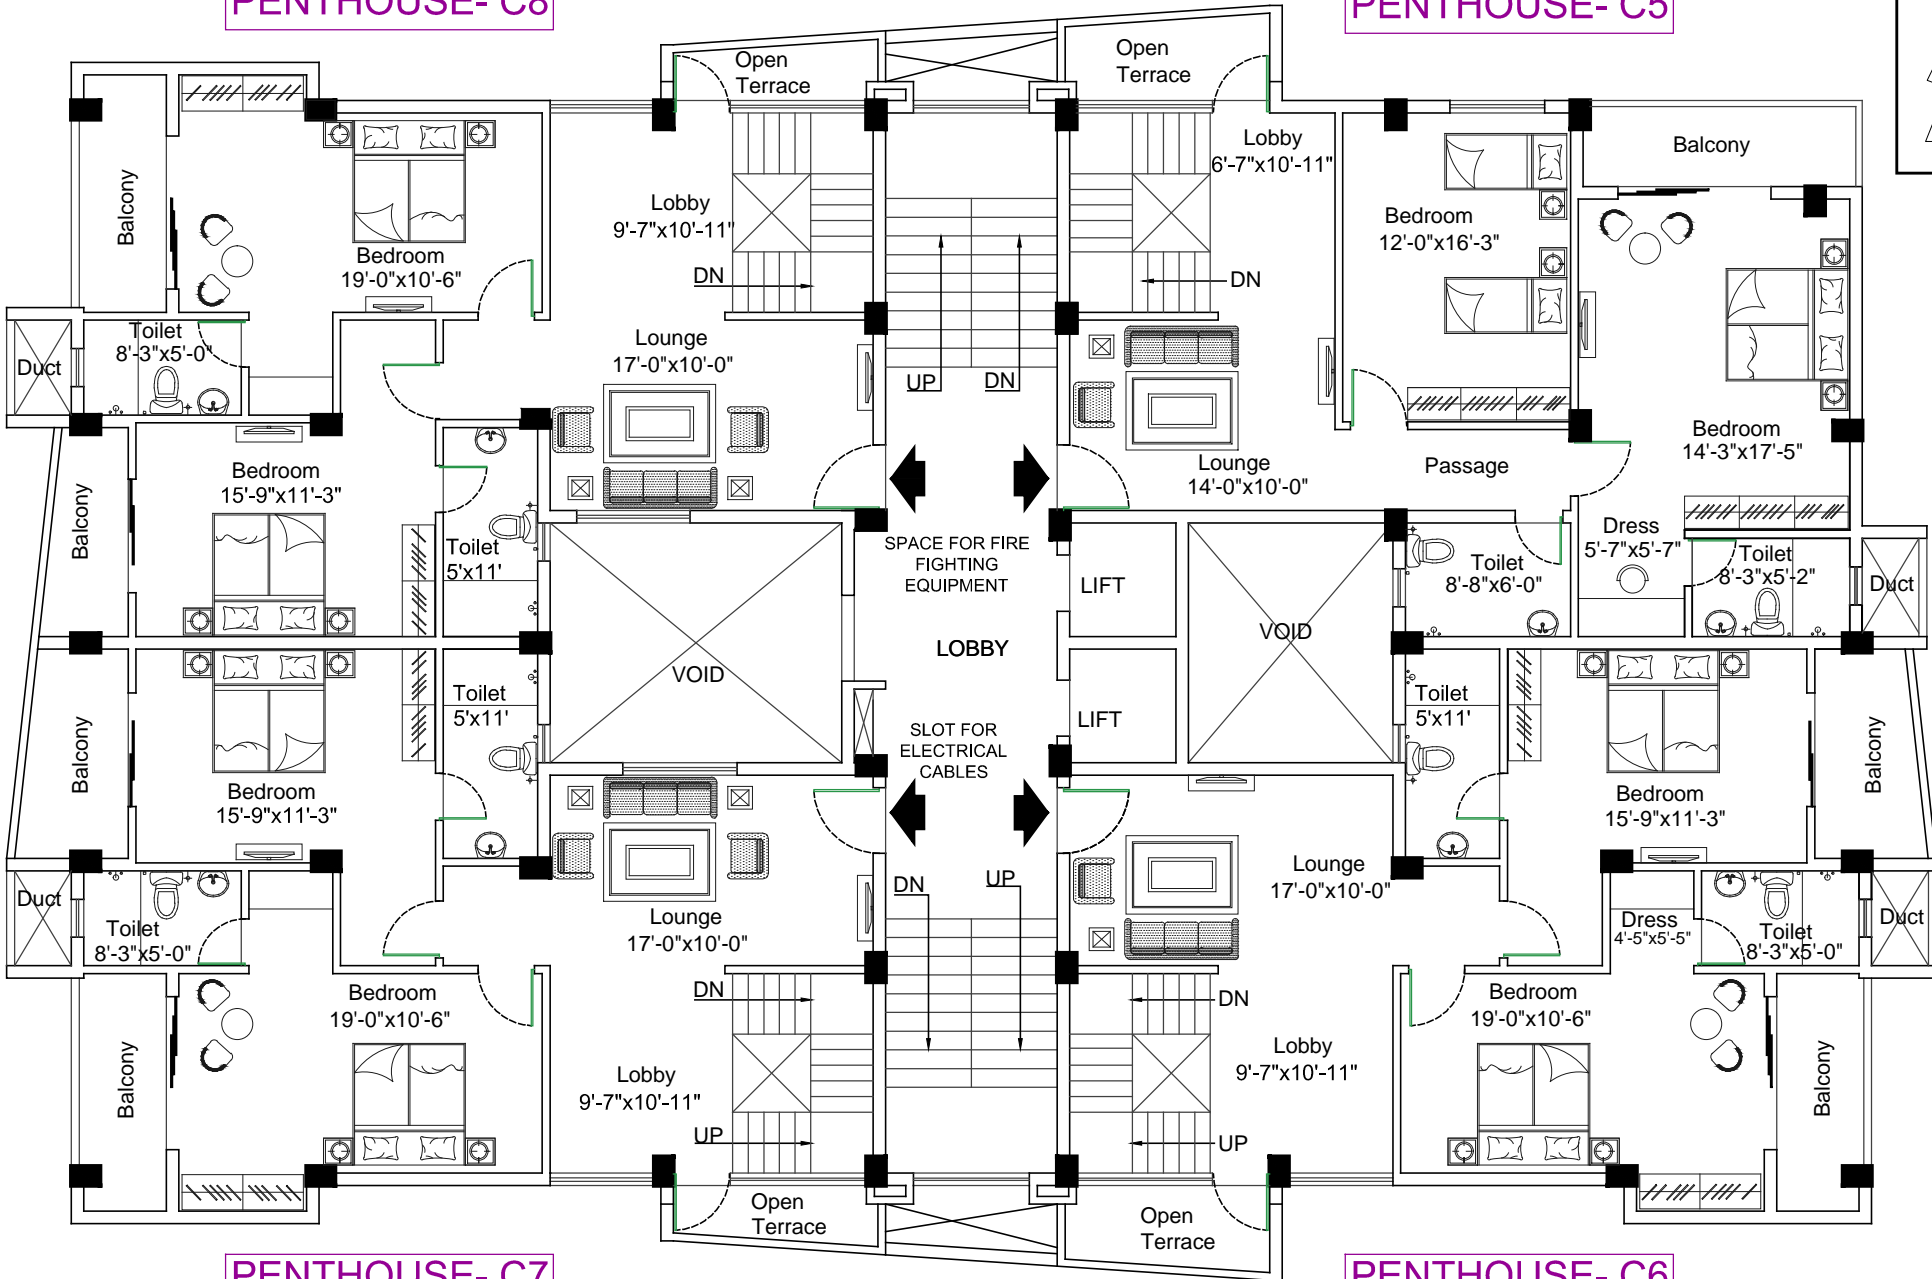 PENTHOUSE- C8
PENTHOUSE- C5
Open
Terrace
Open
Terrace
Balcony
Bedroom
19'-0"x10'-6"
Lobby
9'-7"x10'-11"
DN
Lobby
6'-7"x10'-11"
DN
Bedroom
12'-0"x16'-3"
Balcony
Toilet
8'-3"x5'-0"
Duct
Lounge
17'-0"x10'-0"
UP
DN
Bedroom
14'-3"x17'-5"
Lounge
14'-0"x10'-0"
Passage
Bedroom
15'-9"x11'-3"
Balcony
Toilet
5'x11'
SPACE FOR FIRE
FIGHTING
EQUIPMENT
LIFT
Toilet
8'-8"x6'-0"
Dress
5'-7"x5'-7"
Toilet
8'-3"x5'-2"
Duct
VOID
LOBBY
VOID
Toilet
5'x11'
SLOT FOR
ELECTRICAL
CABLES
LIFT
Toilet
5'x11'
Balcony
Bedroom
15'-9"x11'-3"
Bedroom
15'-9"x11'-3"
Balcony
Duct
Toilet
8'-3"x5'-0"
Lounge
17'-0"x10'-0"
DN
UP
Lounge
17'-0"x10'-0"
Dress
4'-5"x5'-5"
Toilet
8'-3"x5'-0"
Duct
Bedroom
19'-0"x10'-6"
DN
DN
Bedroom
19'-0"x10'-6"
Balcony
Lobby
9'-7"x10'-11"
UP
Lobby
9'-7"x10'-11"
UP
Balcony
Open
Terrace
Open
Terrace
PENTHOUSE- C7
PENTHOUSE- C6